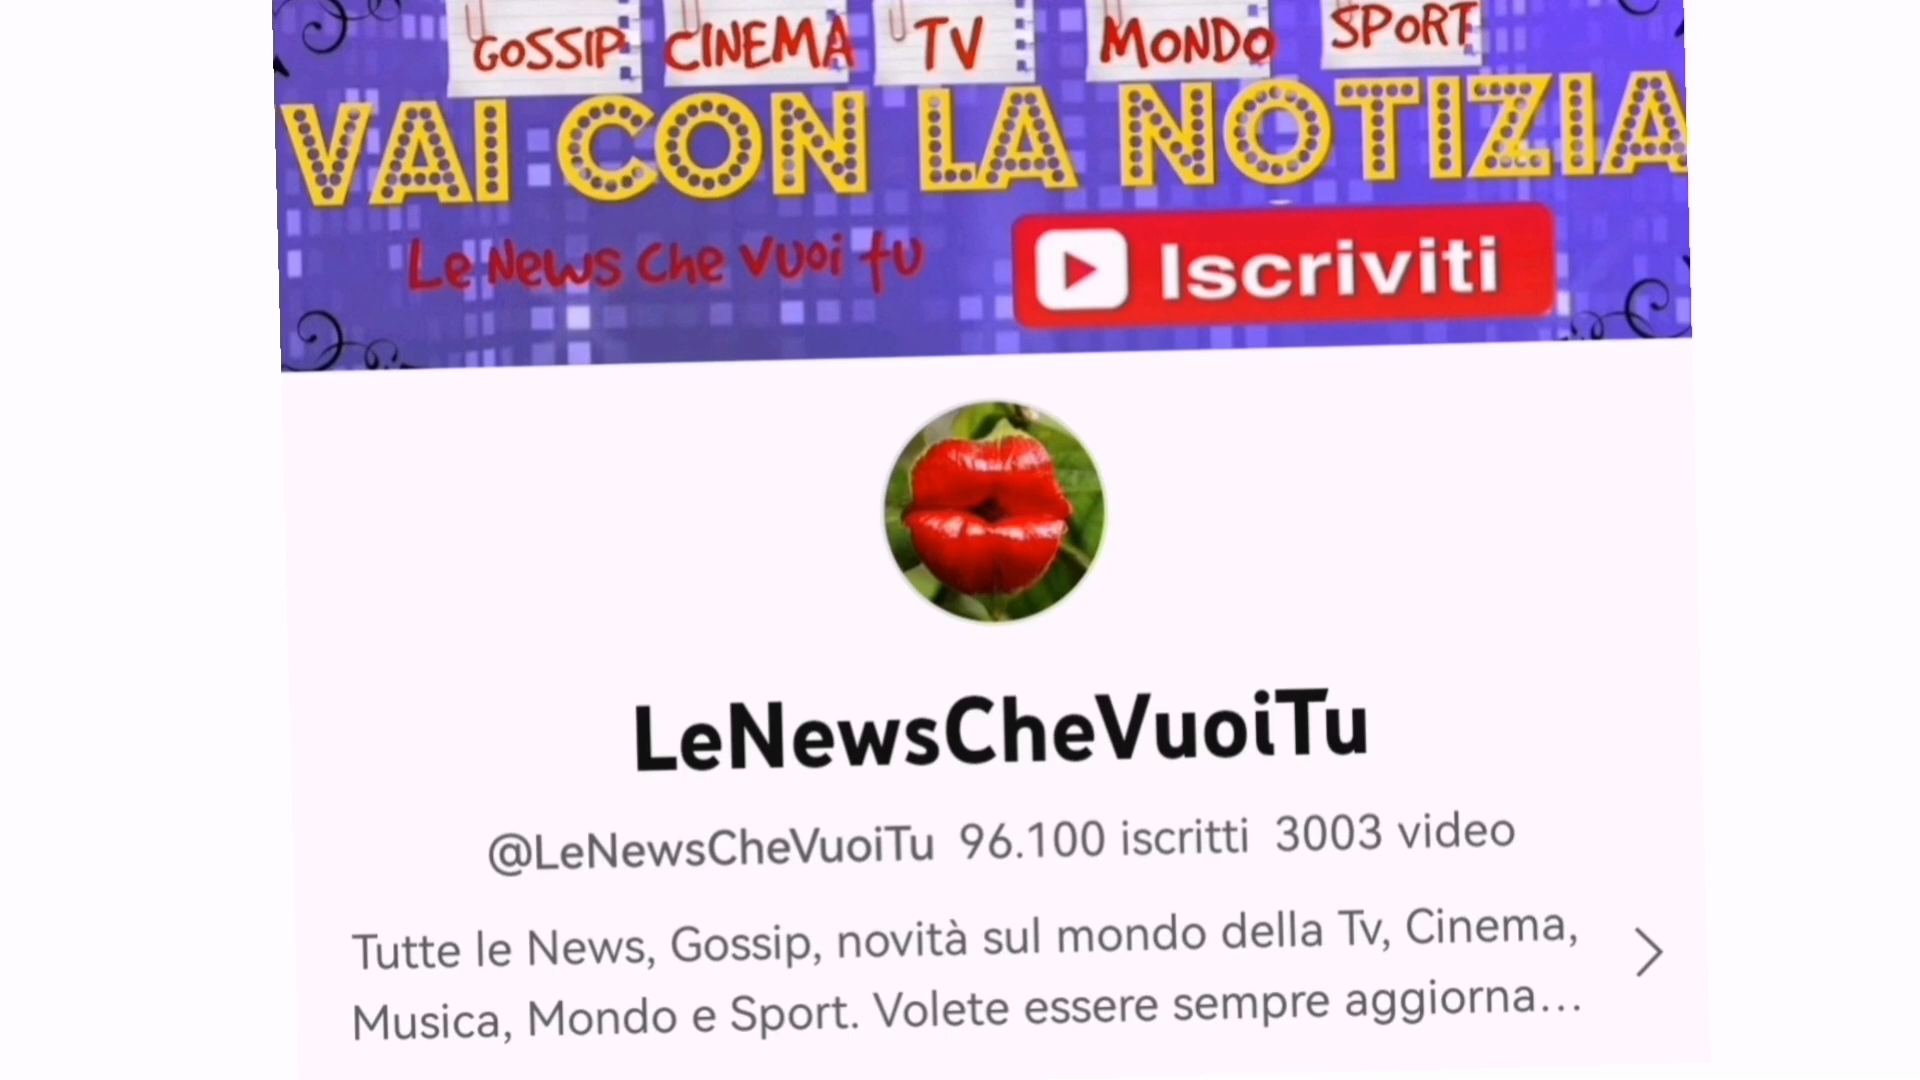 GOSSIP CINEMA TV MONDO SPORT
VAI CON LA NOTIZIA
Le News Che Vuoi tu
Iscriviti
LeNewsCheVuoiTu
@LeNewsCheVuoiTu 96.100 iscritti 3003 video
Tutte le News, Gossip, novità sul mondo della Tv, Cinema,
Musica, Mondo e Sport. Volete essere sempre aggiorna...